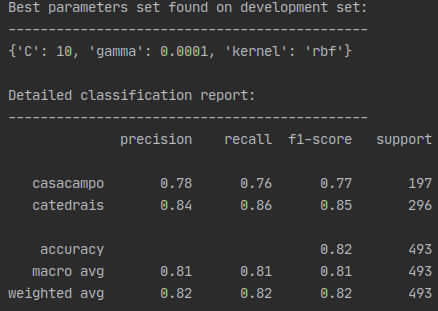 Best parameters set found on development set:
---------------------------------------------
{'C': 10, 'gamma': 0.0001, 'kernel': 'rbf'}
Detailed classification report:
---------------------------------------------
precision recall f1-score support
casacampo 0.78 0.76 0.77 197
catedrais 0.84 0.86 0.85 296
accuracy 0.82 493
macro avg 0.81 0.81 0.81 493
weighted avg 0.82 0.82 0.82 493